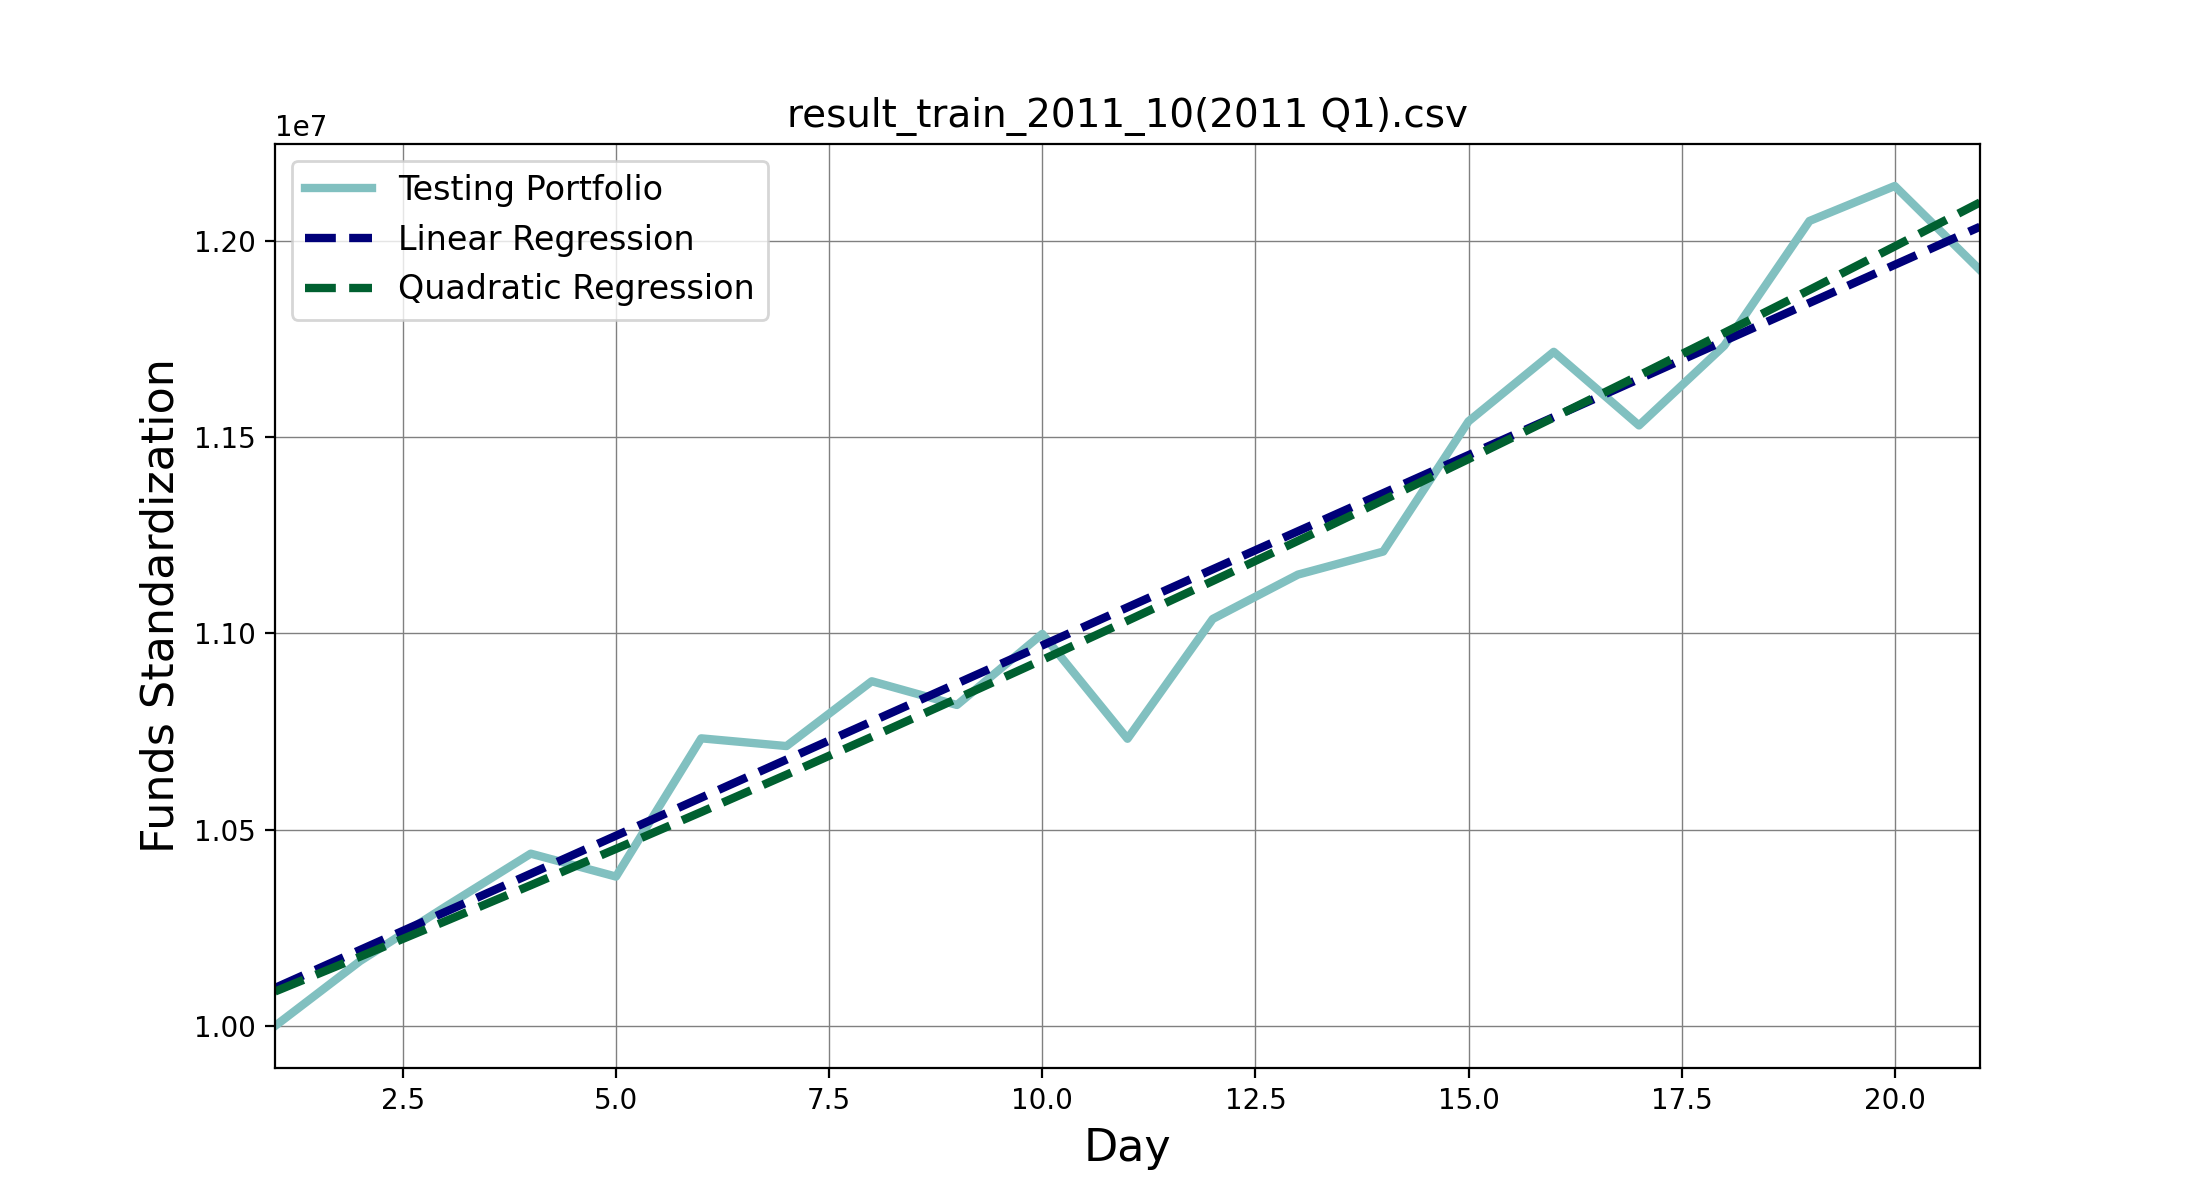 result_train_2011_10(2011 Q1).csv
1e7
Testing Portfolio
Linear Regression
Quadratic Regression
Funds Standardization
1.20
1.15
1.10
1.05
1.00
2.5 5.0 7.5 10.0 12.5 15.0 17.5 20.0
Day